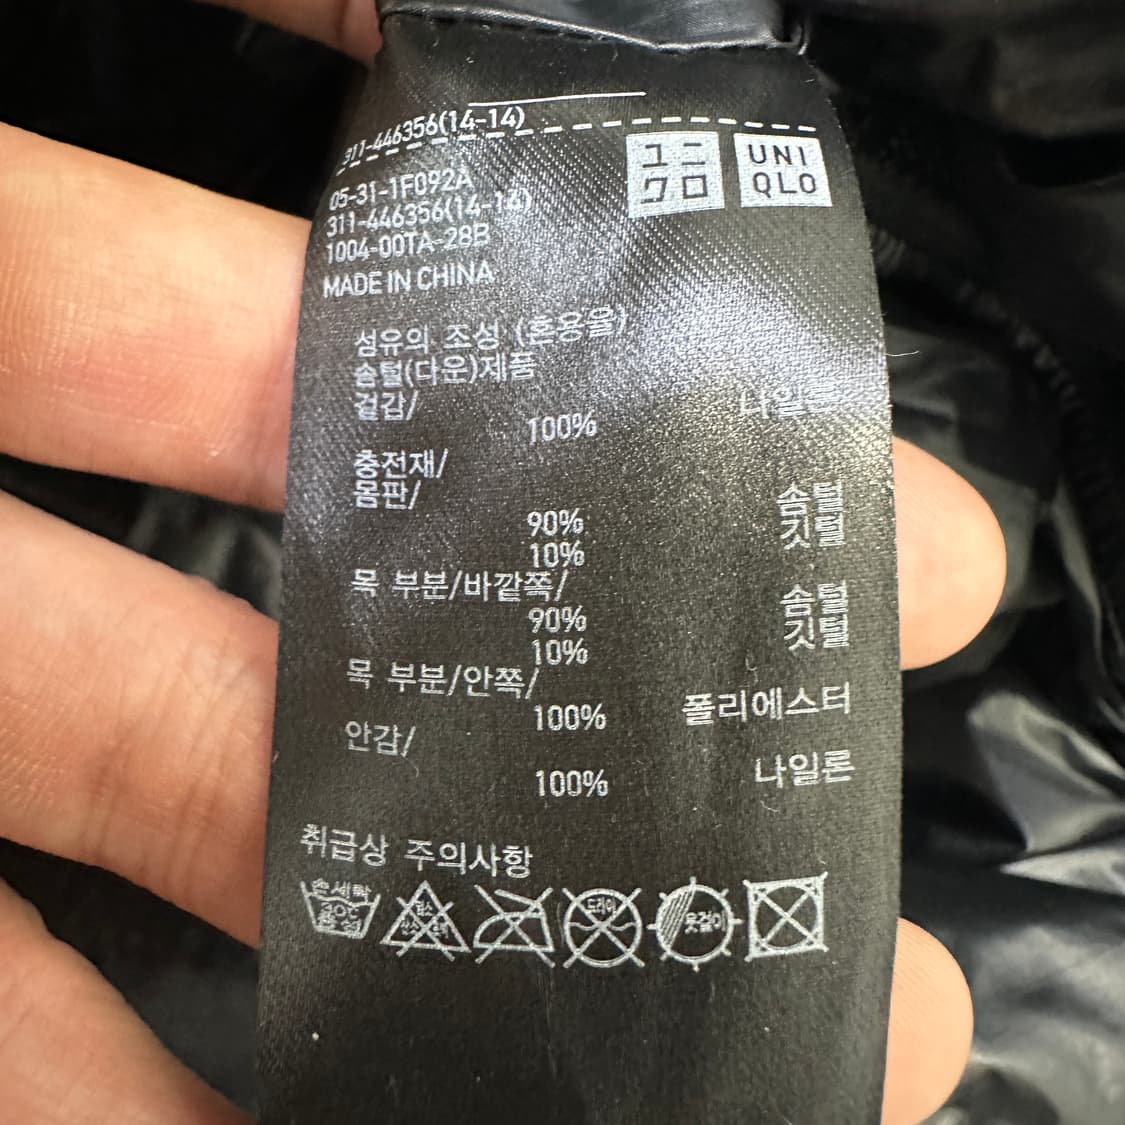 311-446356(14-14)
ユニ
クロ
UNI
QLO
05-31-1F092A
311-446356(14-14)
1004-00TA-28B
MADE IN CHINA
섬유의 조성 (혼용율)
솜털(다운)제품
겉감/
100% 나일론
충전재/
몸판/
90% 솜털
10% 깃털
목 부분/바깥쪽/
90% 솜털
10% 깃털
목 부분/안쪽/
100% 폴리에스터
안감/
100% 나일론
취급상 주의사항
손세탁
30℃
중성
염소
드라이
옷걸이